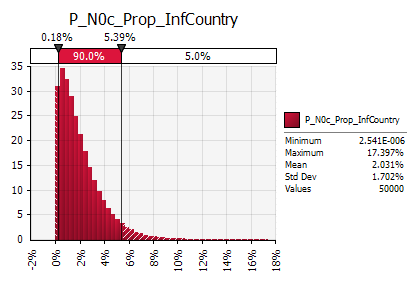 P_N0c_Prop_InfCountry
0.18% 5.39%
90.0% 5.0%
35
30
25
20
15
10
5
0
-2% 0% 2% 4% 6% 8% 10% 12% 14% 16% 18%
P_N0c_Prop_InfCountry
Minimum 2.541E-006
Maximum 17.397%
Mean 2.031%
Std Dev 1.702%
Values 50000